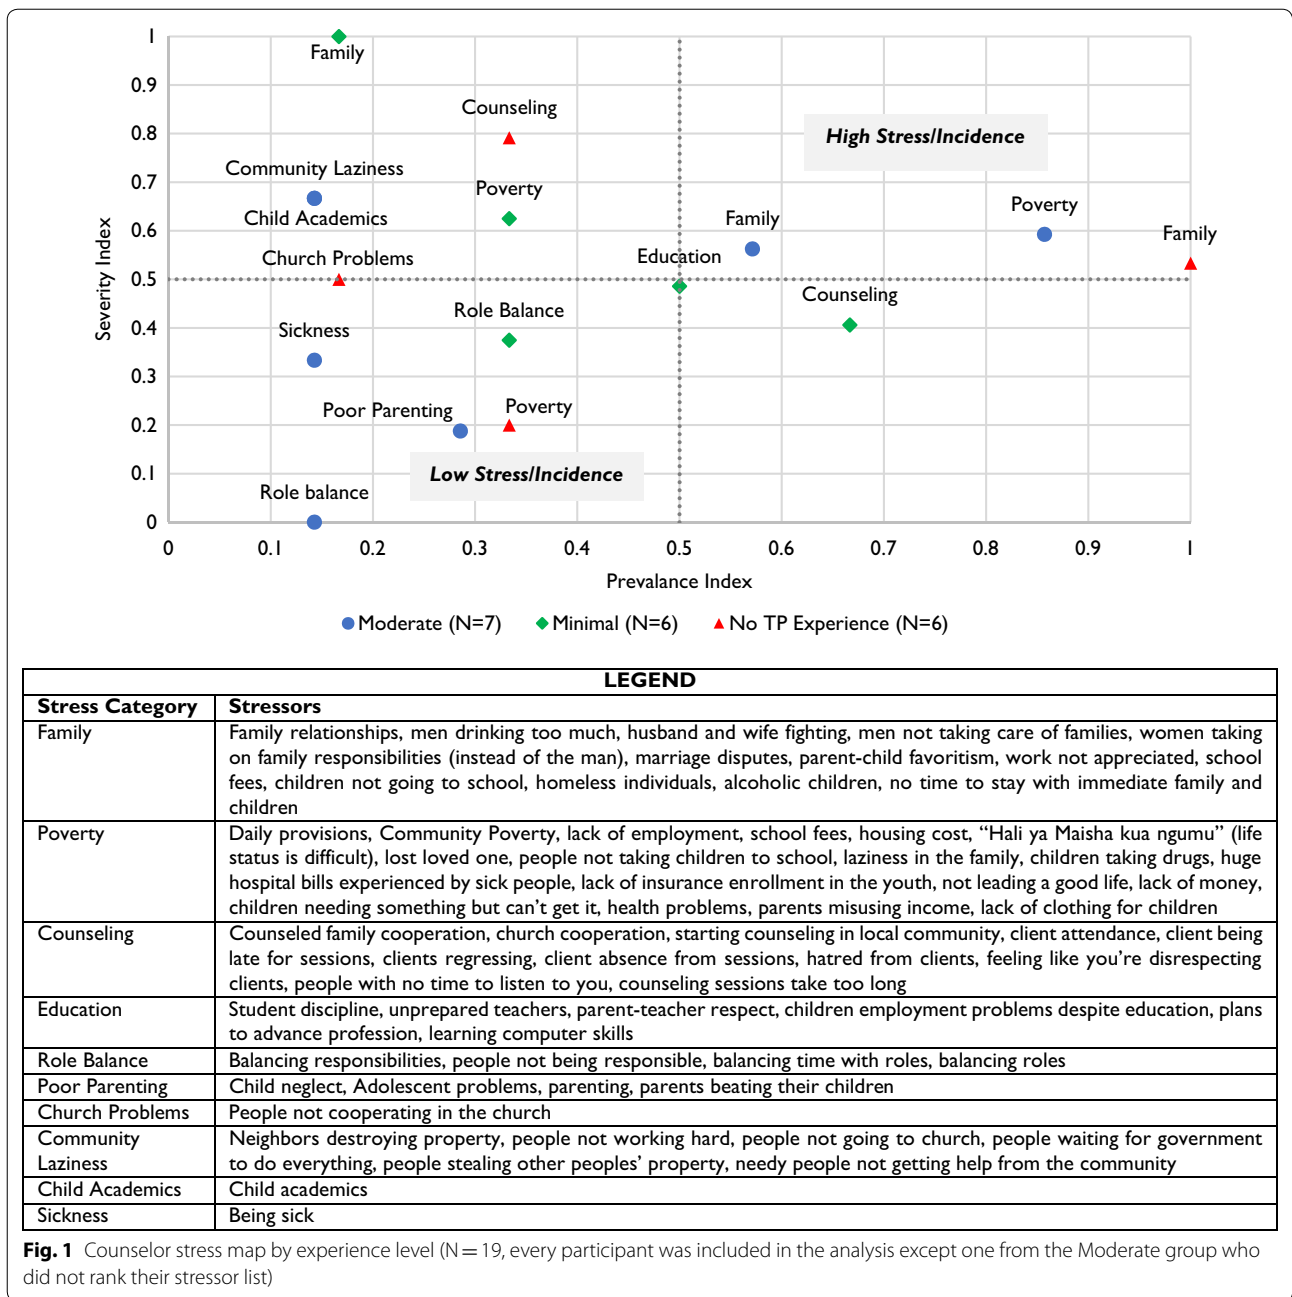 1
Family
0.9
Counseling
0.8
High Stress/Incidence
Community Laziness
0.7
Poverty
Child Academics
Family
Poverty
0.6
Family
Church Problems
Education
0.5
Counseling
Role Balance
0.4
Sickness
0.3
Poor Parenting
Poverty
0.2
Low Stress/Incidence
0.1
Role balance
0
Severity Index
0 0.1 0.2 0.3 0.4 0.5 0.6 0.7 0.8 0.9 1
Prevalance Index
Moderate (N=7) Minimal (N=6) No TP Experience (N=6)
LEGEND
Stress Category Stressors
Family Family relationships, men drinking too much, husband and wife fighting, men not taking care of families, women taking
on family responsibilities (instead of the man), marriage disputes, parent-child favoritism, work not appreciated, school
fees, children not going to school, homeless individuals, alcoholic children, no time to stay with immediate family and
children
Poverty Daily provisions, Community Poverty, lack of employment, school fees, housing cost, “Hali ya Maisha kua ngumu” (life
status is difficult), lost loved one, people not taking children to school, laziness in the family, children taking drugs, huge
hospital bills experienced by sick people, lack of insurance enrollment in the youth, not leading a good life, lack of money,
children needing something but can’t get it, health problems, parents misusing income, lack of clothing for children
Counseling Counseled family cooperation, church cooperation, starting counseling in local community, client attendance, client being
late for sessions, clients regressing, client absence from sessions, hatred from clients, feeling like you’re disrespecting
clients, people with no time to listen to you, counseling sessions take too long
Education Student discipline, unprepared teachers, parent-teacher respect, children employment problems despite education, plans
to advance profession, learning computer skills
Role Balance Balancing responsibilities, people not being responsible, balancing time with roles, balancing roles
Poor Parenting Child neglect, Adolescent problems, parenting, parents beating their children
Church Problems People not cooperating in the church
Community Neighbors destroying property, people not working hard, people not going to church, people waiting for government
Laziness to do everything, people stealing other peoples’ property, needy people not getting help from the community
Child Academics Child academics
Sickness Being sick
Fig. 1 Counselor stress map by experience level (N = 19, every participant was included in the analysis except one from the Moderate group who
did not rank their stressor list)